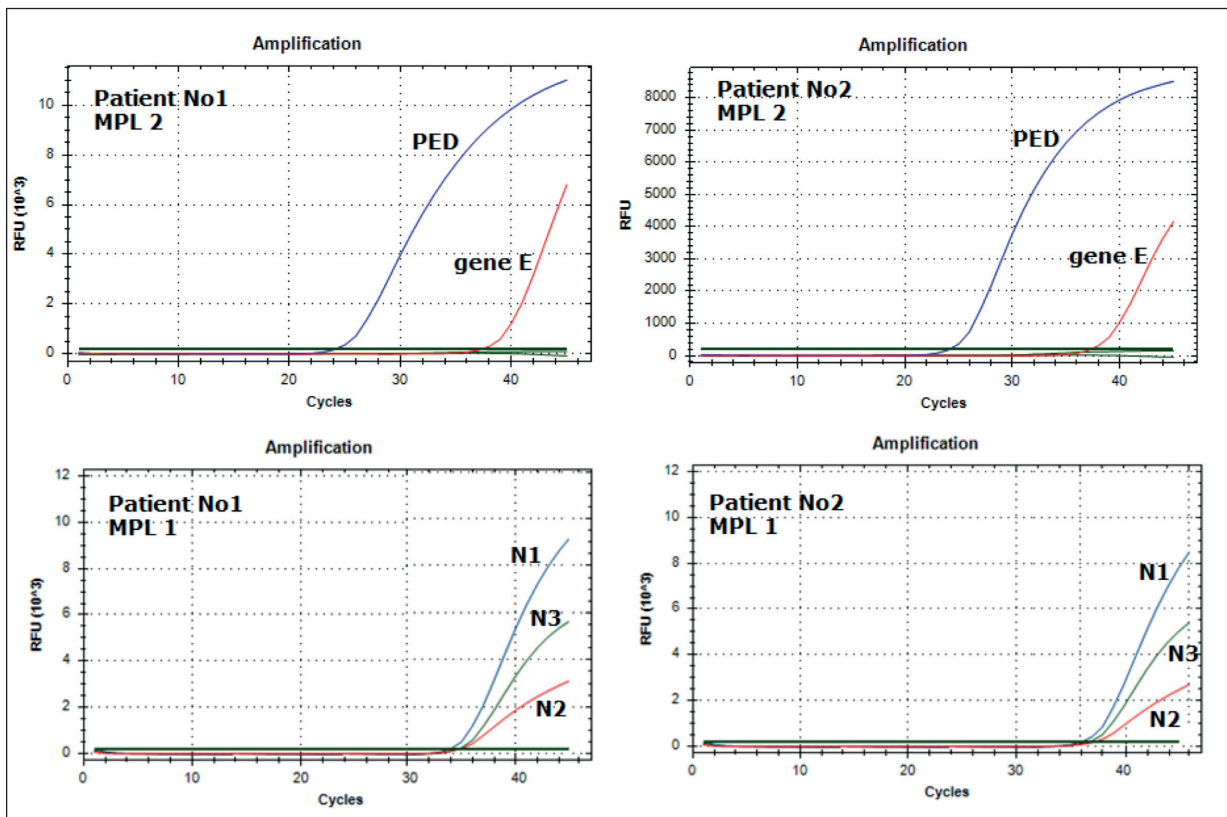 Amplification
Patient No1
MPL 2
PED
gene E
RFU (10^3)
10
8
6
4
2
0
0 10 20 30 40
Cycles
Amplification
Patient No2
MPL 2
PED
gene E
RFU
8000
7000
6000
5000
4000
3000
2000
1000
0
0 10 20 30 40
Cycles
Amplification
Patient No1
MPL 1
N1
N3
N2
RFU (10^3)
12
10
8
6
4
2
0
0 10 20 30 40
Cycles
Amplification
Patient No2
MPL 1
N1
N3
N2
RFU (10^3)
12
10
8
6
4
2
0
0 10 20 30 40
Cycles